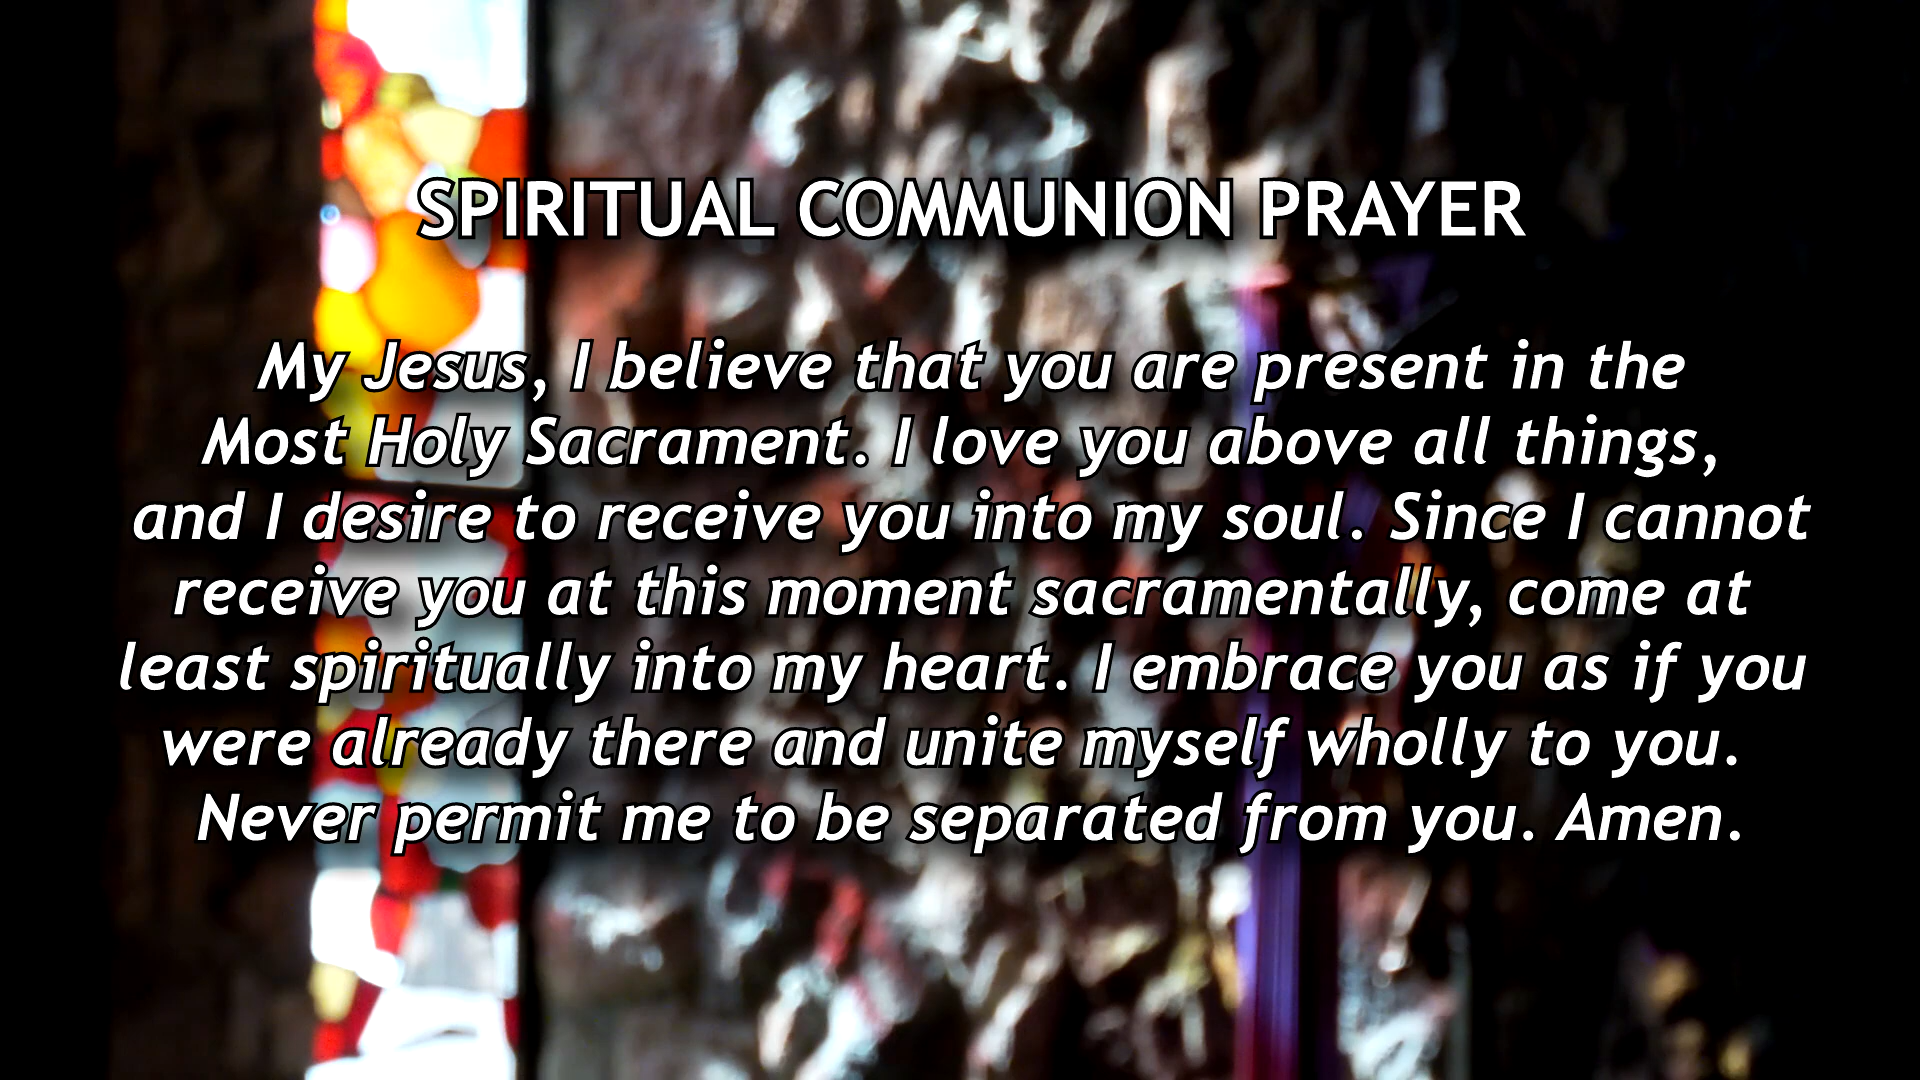 SPIRITUAL COMMUNION PRAYER
My Jesus, I believe that you are present in the
Most Holy Sacrament. I love you above all things,
and I desire to receive you into my soul. Since I cannot
receive you at this moment sacramentally, come at
least spiritually into my heart. I embrace you as if you
were already there and unite myself wholly to you.
Never permit me to be separated from you. Amen.